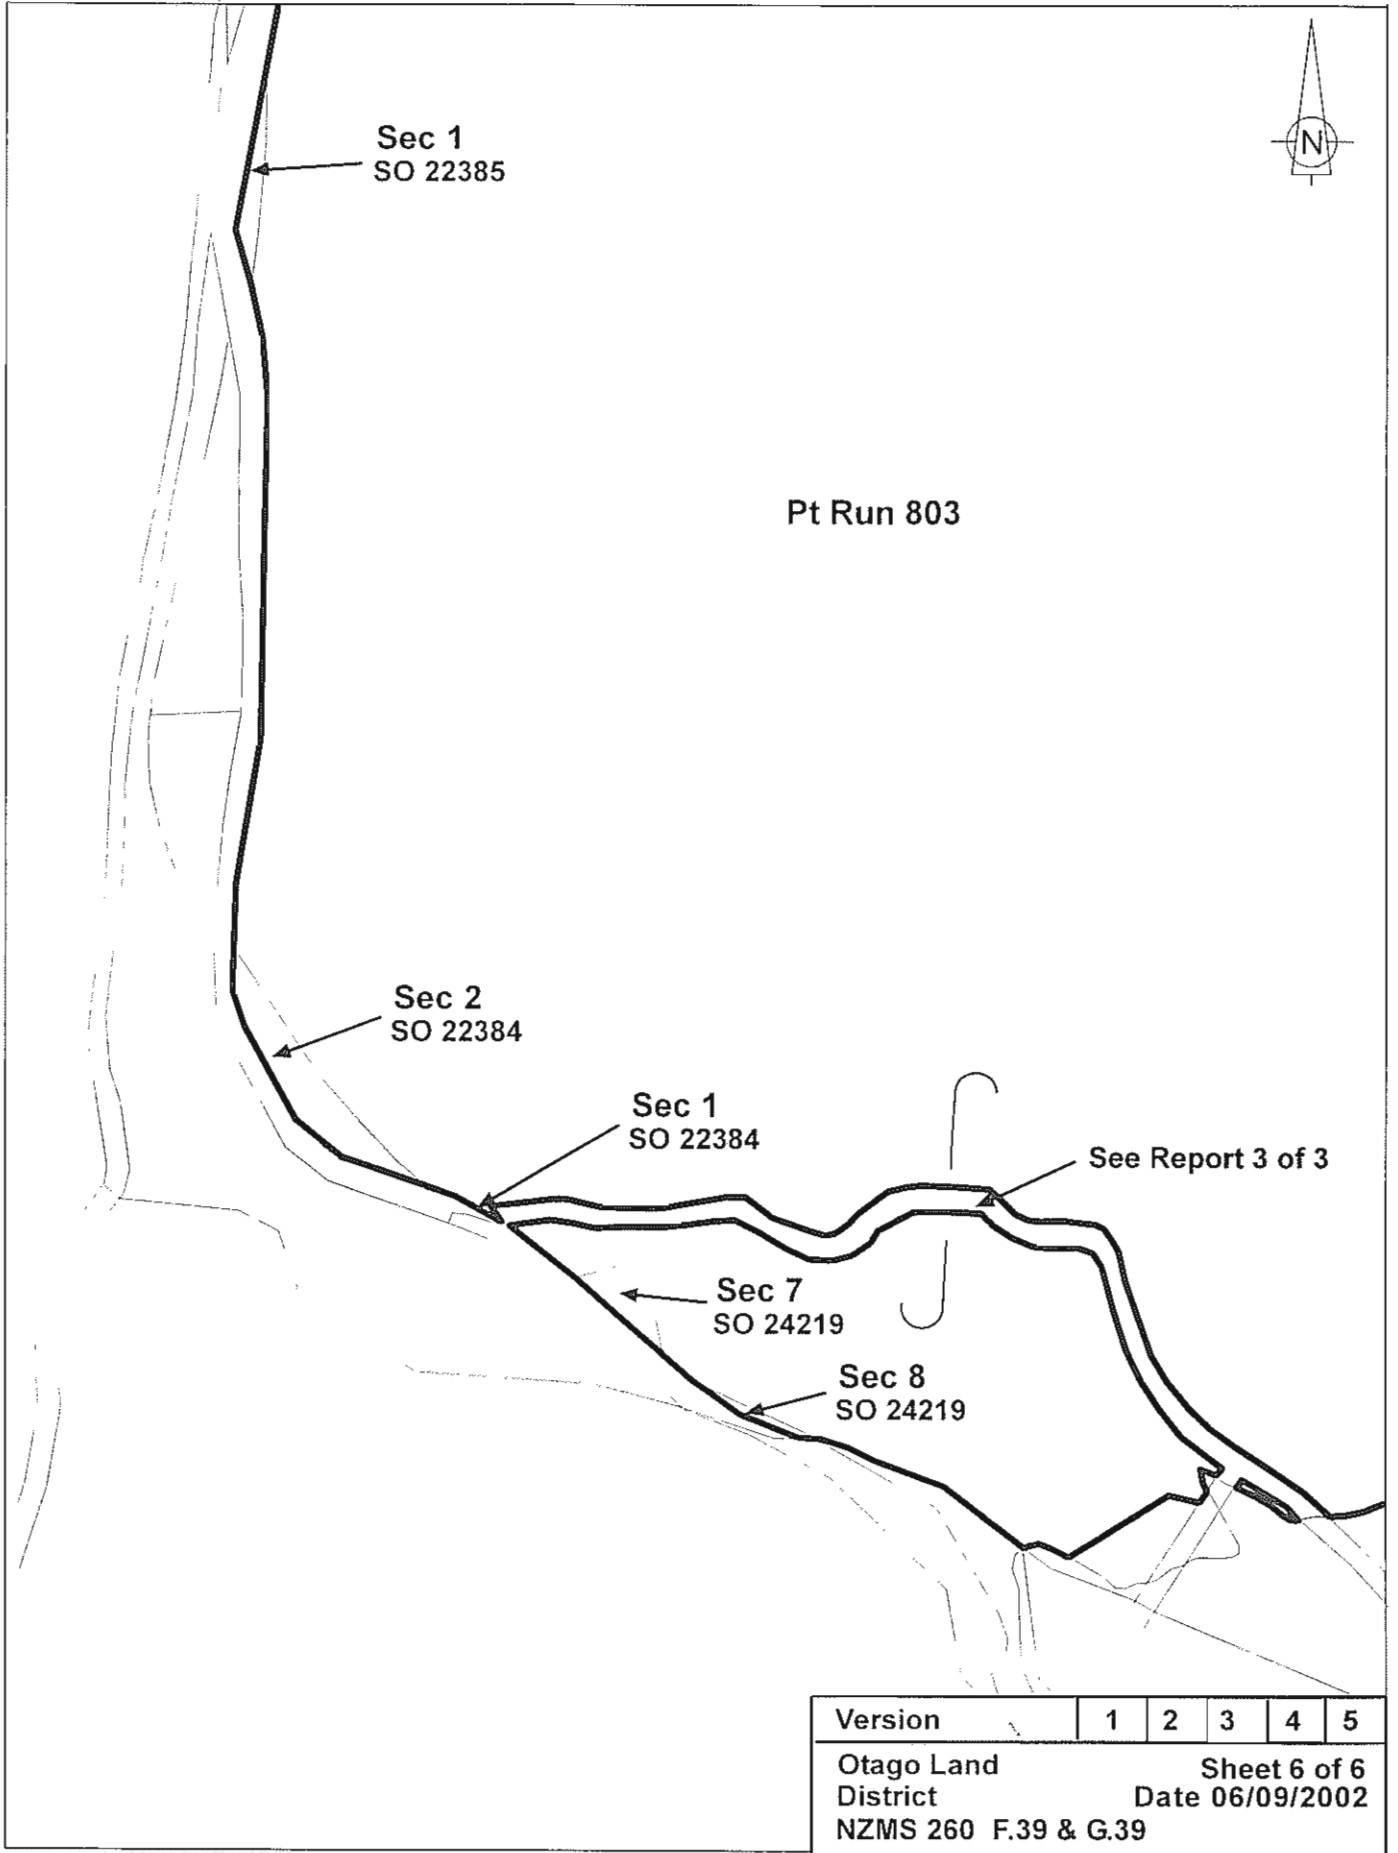 N
Sec 1
SO 22385
Pt Run 803
Sec 2
SO 22384
Sec 1
SO 22384
See Report 3 of 3
Sec 7
SO 24219
Sec 8
SO 24219
Version 1 2 3 4 5
Otago Land Sheet 6 of 6
District Date 06/09/2002
NZMS 260 F.39 & G.39